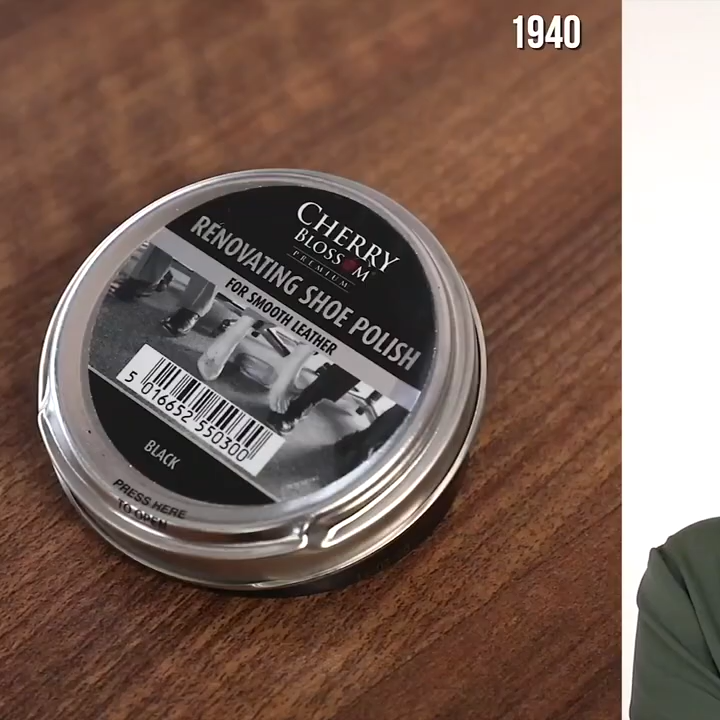 1940
CHERRY
BLOSSOM
PREMIUM
RENOVATING SHOE POLISH
FOR SMOOTH LEATHER
5 016652 550300
BLACK
PRESS HERE
TO OPEN